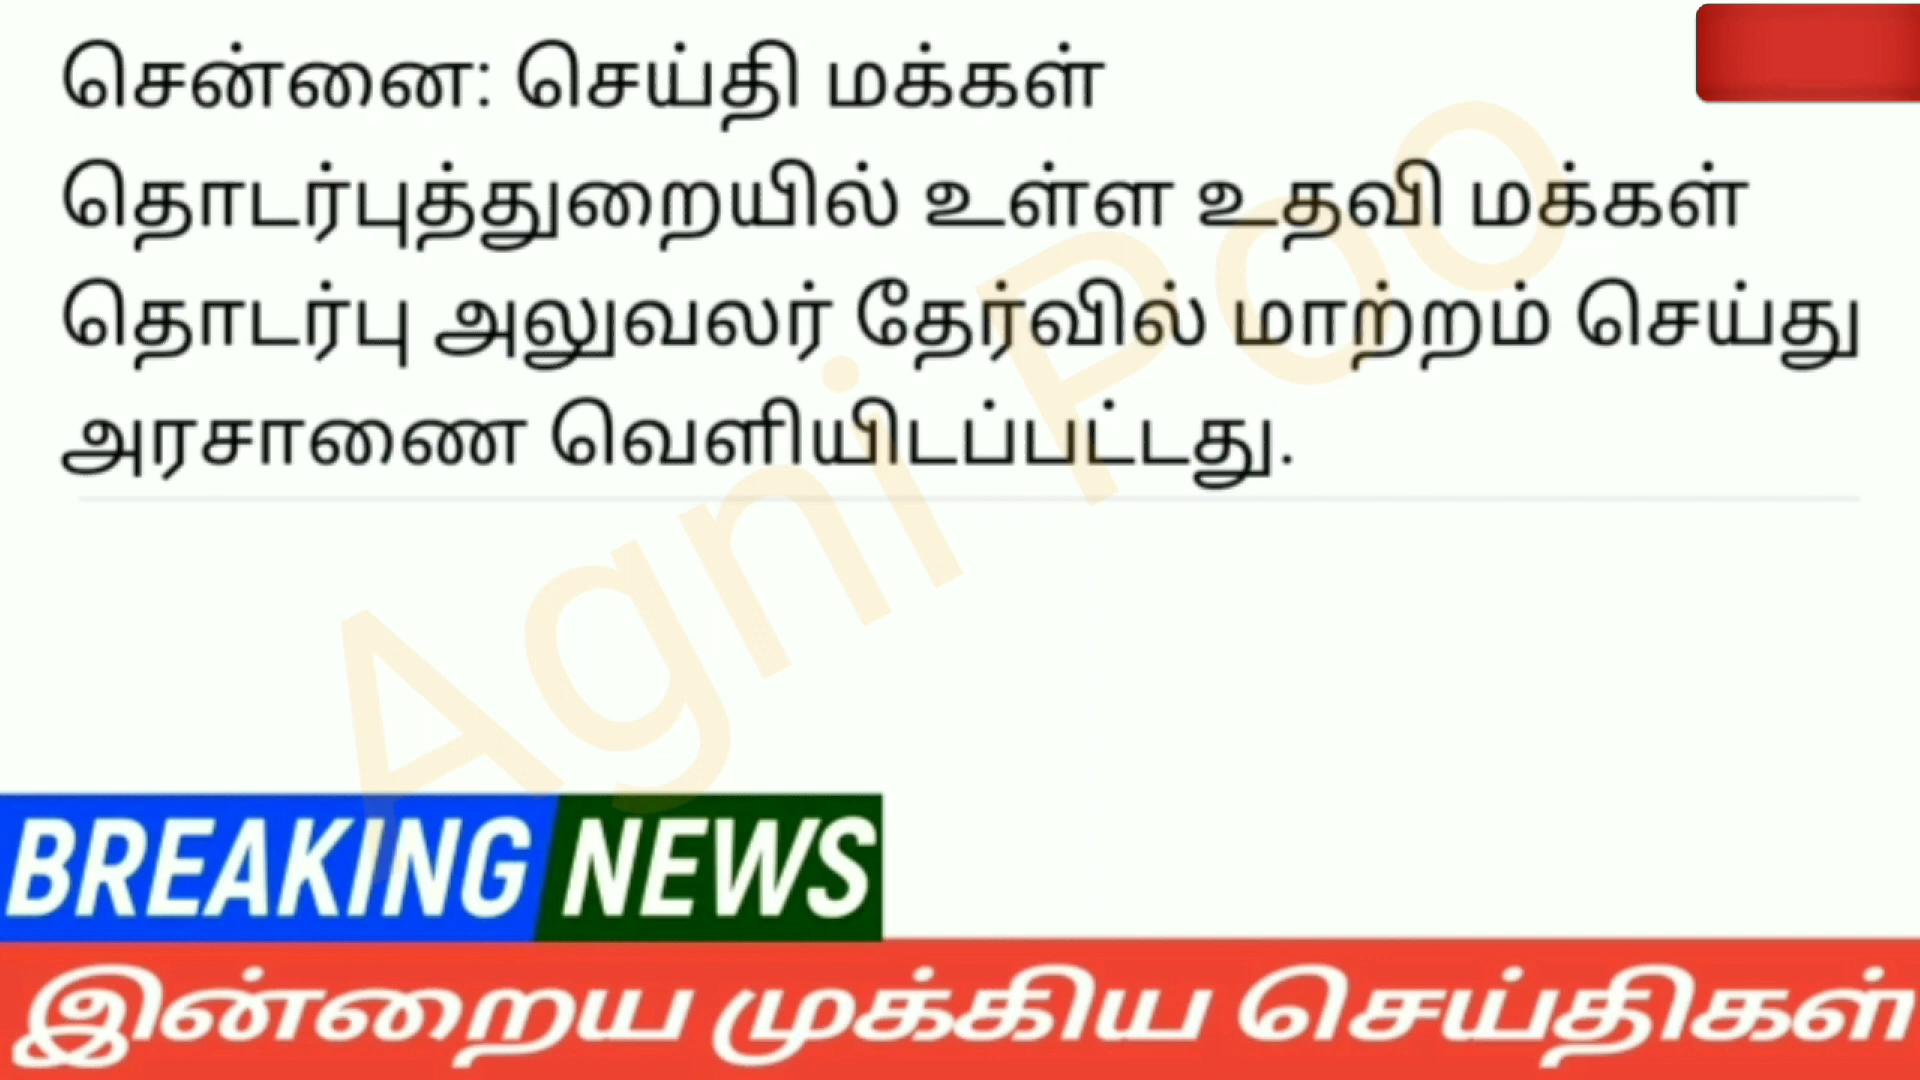 சென்னை: செய்தி மக்கள்
தொடர்புத்துறையில் உள்ள உதவி மக்கள்
தொடர்பு அலுவலர் தேர்வில் மாற்றம் செய்து
அரசாணை வெளியிடப்பட்டது.
Agni Poo
BREAKING NEWS
இன்றைய முக்கிய செய்திகள்